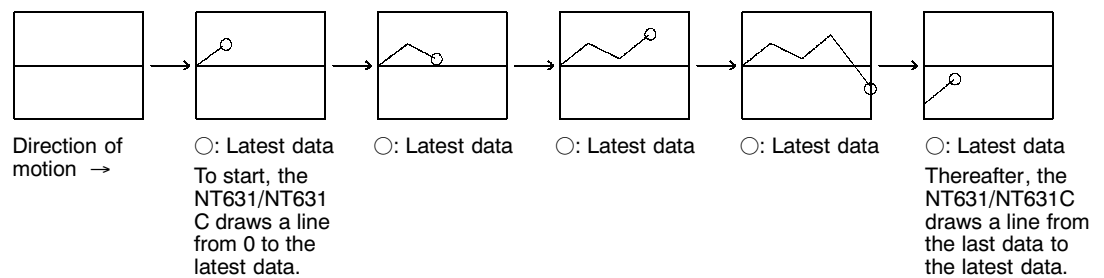 Direction of
motion →
○: Latest data
To start, the
NT631/NT631
C draws a line
from 0 to the
latest data.
○: Latest data
○: Latest data
○: Latest data
○: Latest data
Thereafter, the
NT631/NT631C
draws a line from
the last data to
the latest data.